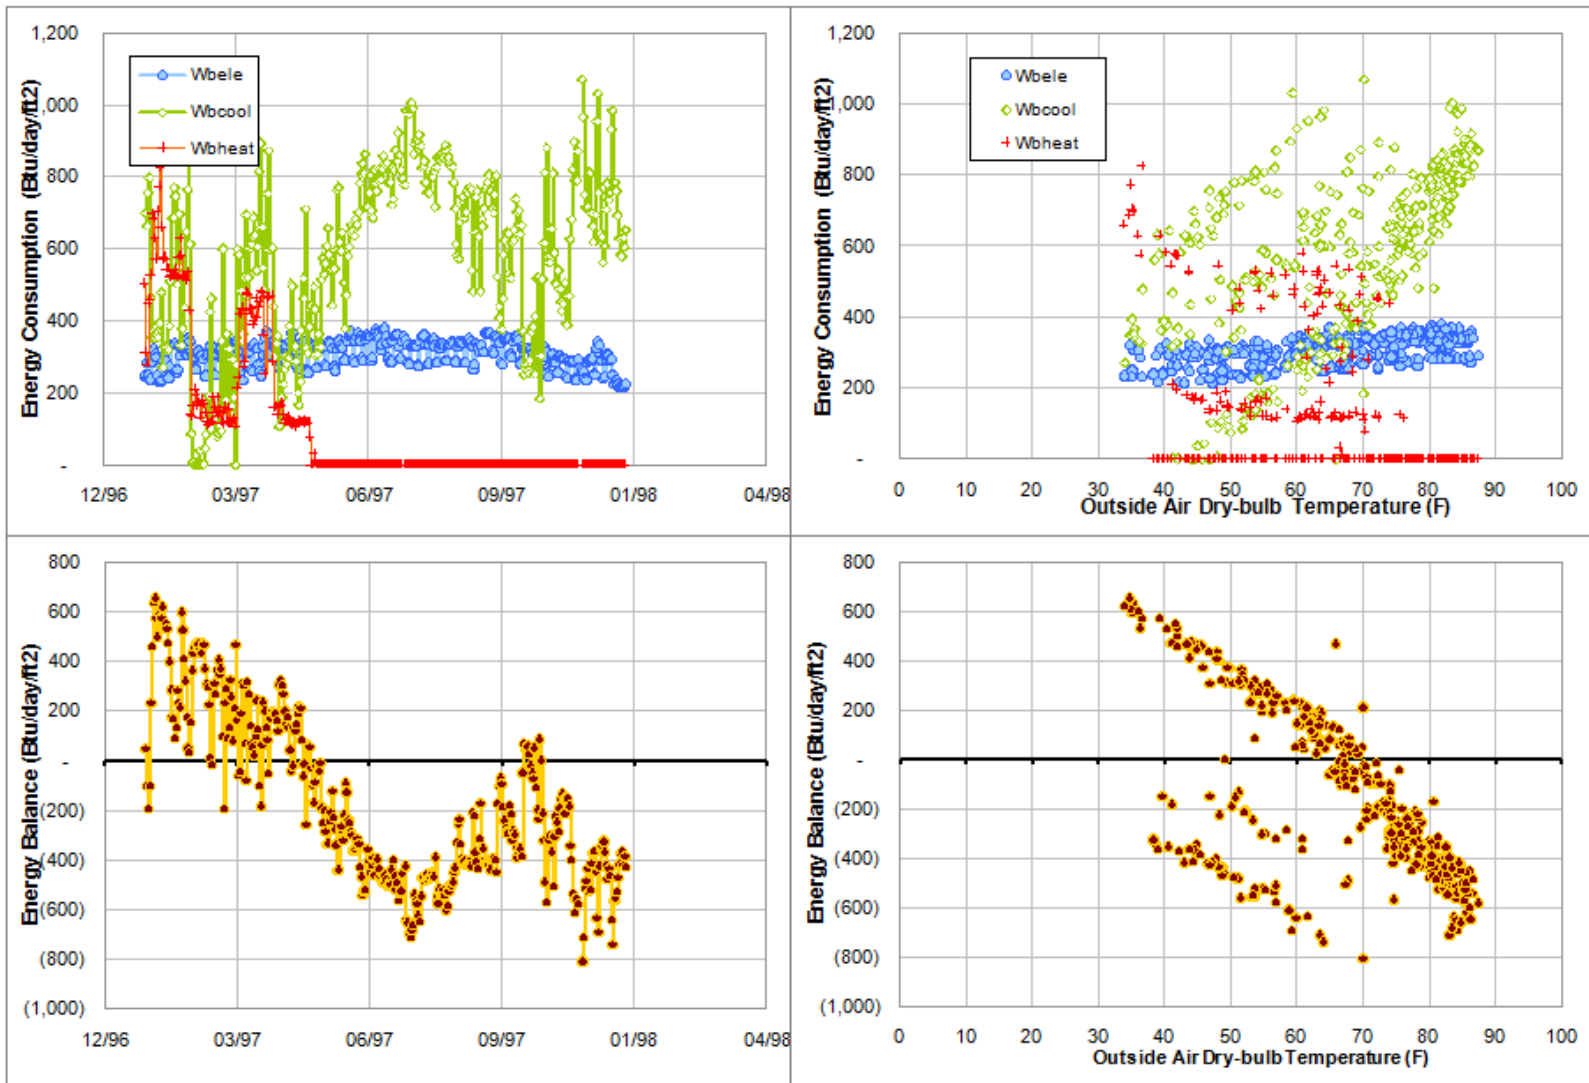 1,200
1,000
800
600
400
200
-
Energy Consumption (Btu/day/ft2)
Wbele
Wbcool
Wbheat
12/96 03/97 06/97 09/97 01/98 04/98
1,200
1,000
800
600
400
200
-
Energy Consumption (Btu/day/ft2)
Wbele
Wbcool
Wbheat
0 10 20 30 40 50 60 70 80 90 100
Outside Air Dry-bulb Temperature (F)
800
600
400
200
-
(200)
(400)
(600)
(800)
(1,000)
Energy Balance (Btu/day/ft2)
12/96 03/97 06/97 09/97 01/98 04/98
800
600
400
200
-
(200)
(400)
(600)
(800)
(1,000)
Energy Balance (Btu/day/ft2)
0 10 20 30 40 50 60 70 80 90 100
Outside Air Dry-bulb Temperature (F)